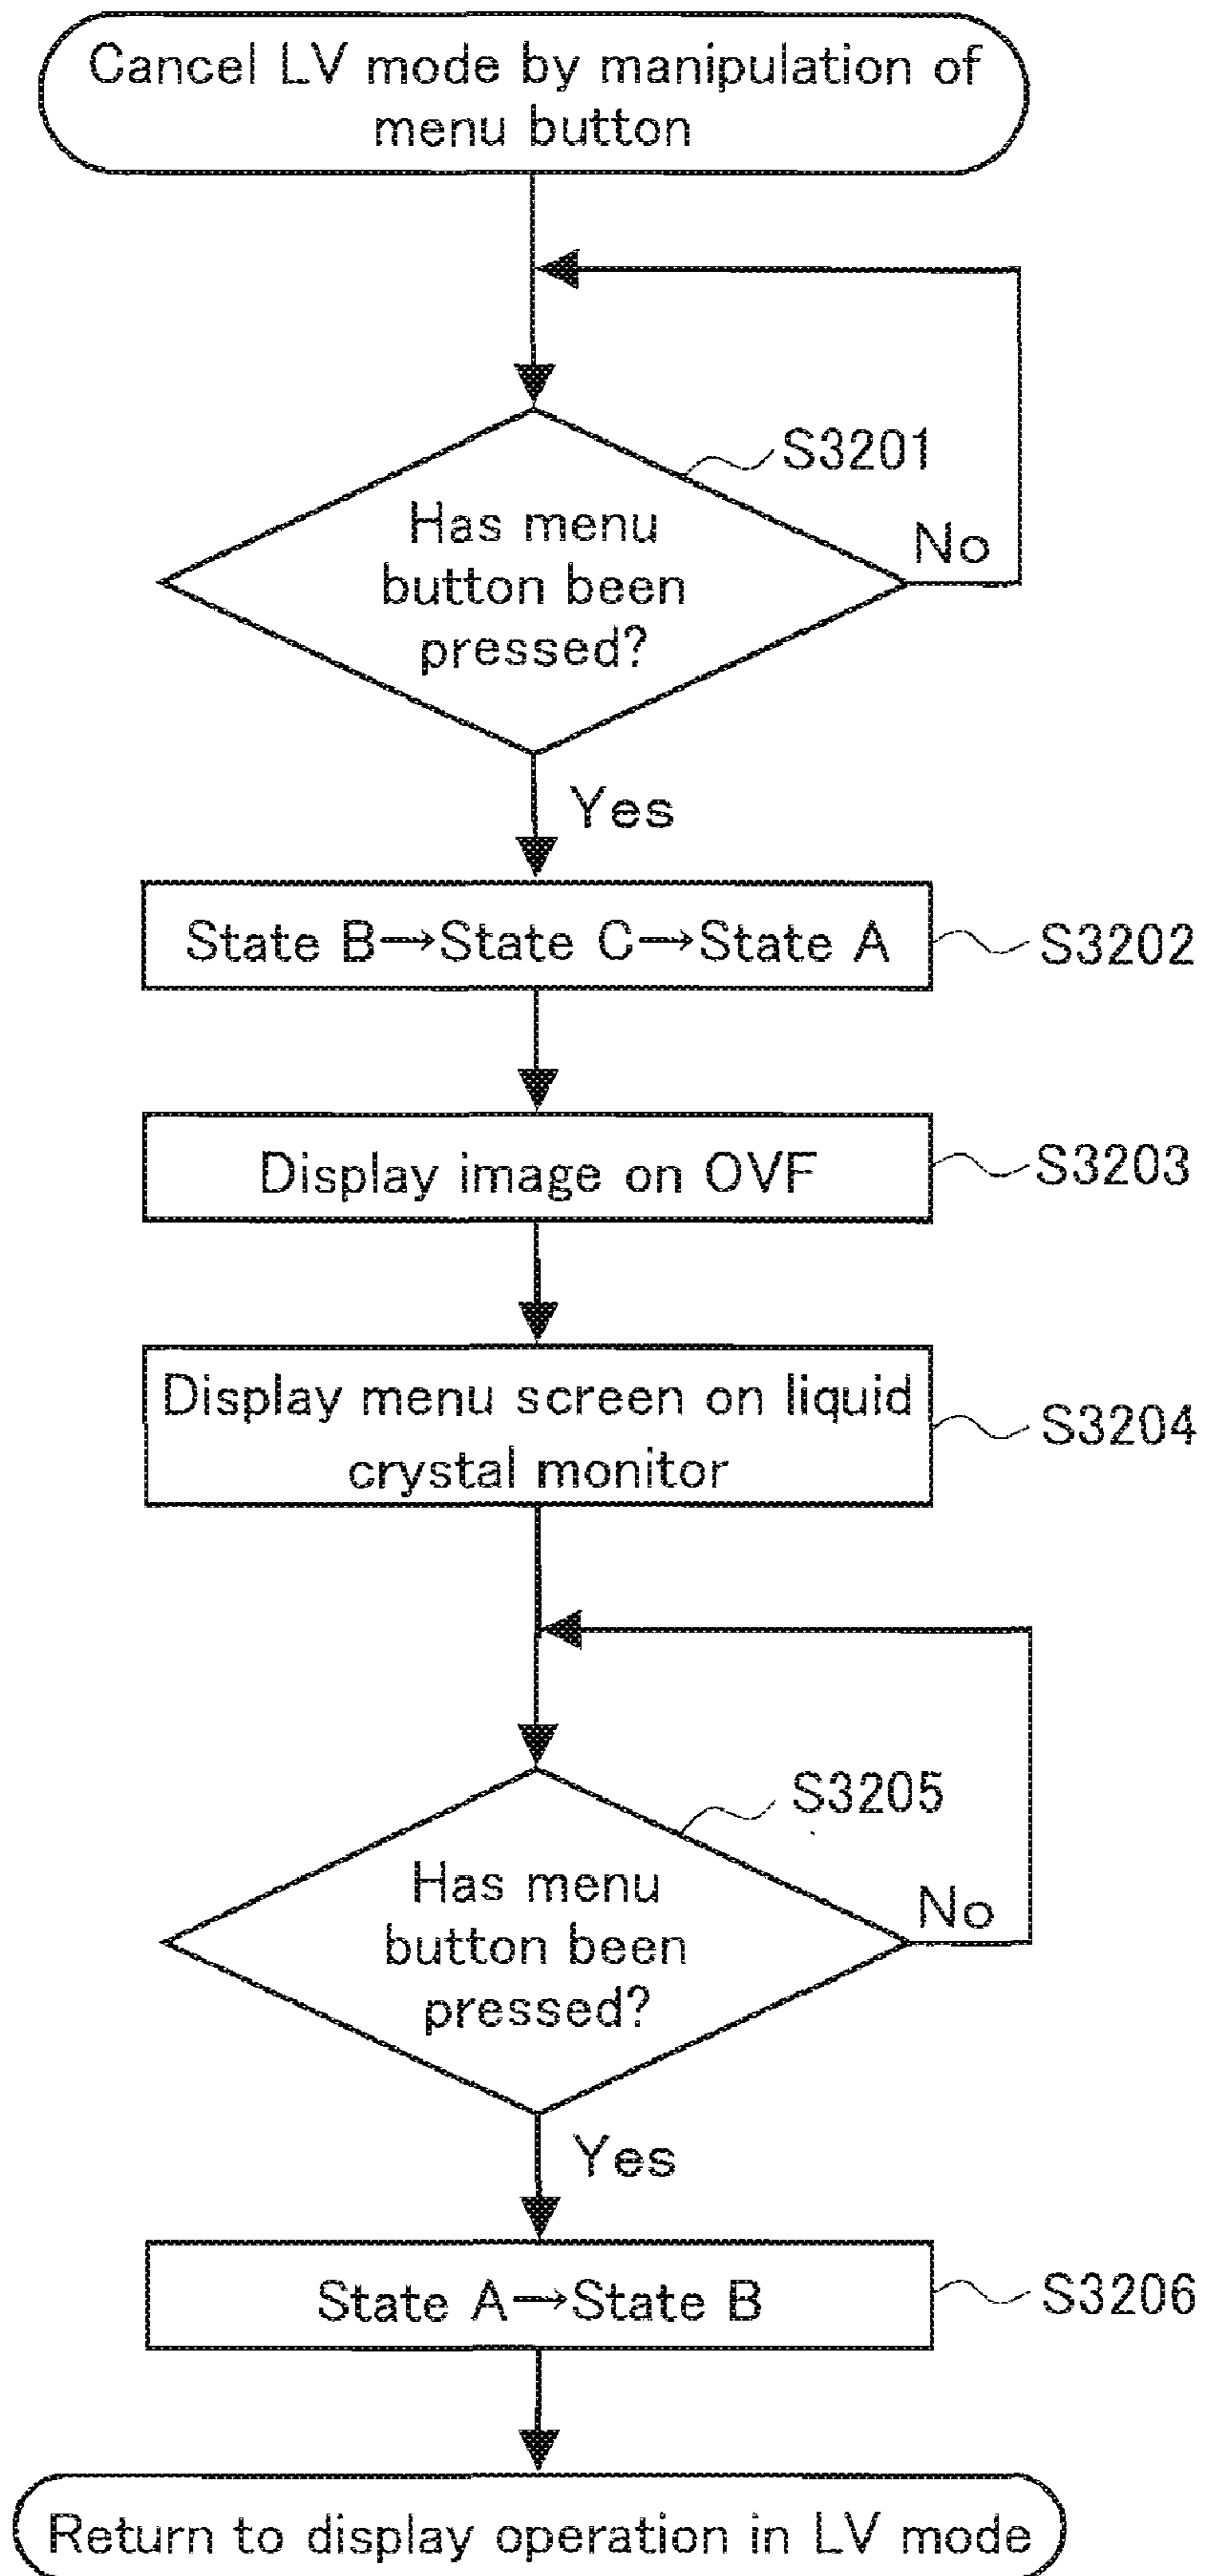 Cancel LV mode by manipulation of
menu button
S3201
Has menu
button been
pressed?
No
Yes
State B→State C→State A
S3202
Display image on OVF
S3203
Display menu screen on liquid
crystal monitor
S3204
S3205
Has menu
button been
pressed?
No
Yes
State A→State B
S3206
Return to display operation in LV mode